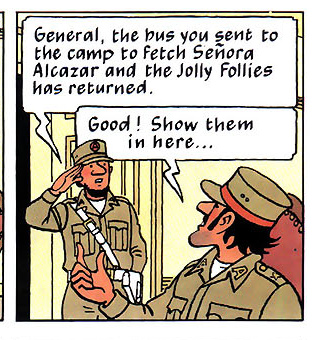 General, the bus you sent to
the camp to fetch Señora
Alcazar and the Jolly Follies
has returned.
Good! Show them
in here...